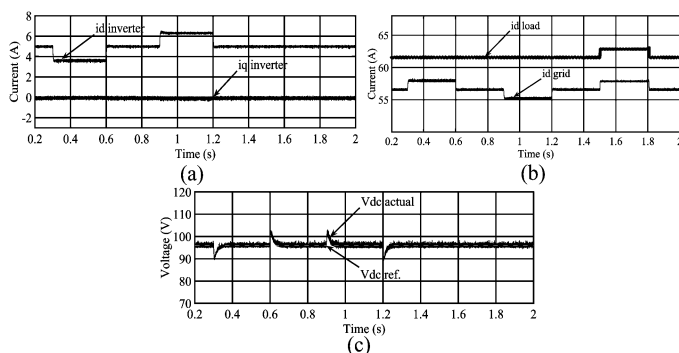 8
6
4
2
0
-2
Current (A)
id inverter
iq inverter
0.2 0.4 0.6 0.8 1 1.2 1.4 1.6 1.8 2
Time (s)
(a)
65
60
55
Current (A)
id load
id grid
0.2 0.4 0.6 0.8 1 1.2 1.4 1.6 1.8 2
Time (s)
(b)
120
110
100
90
80
70
Voltage (V)
Vdc actual
Vdc ref.
0.2 0.4 0.6 0.8 1 1.2 1.4 1.6 1.8 2
Time (s)
(c)